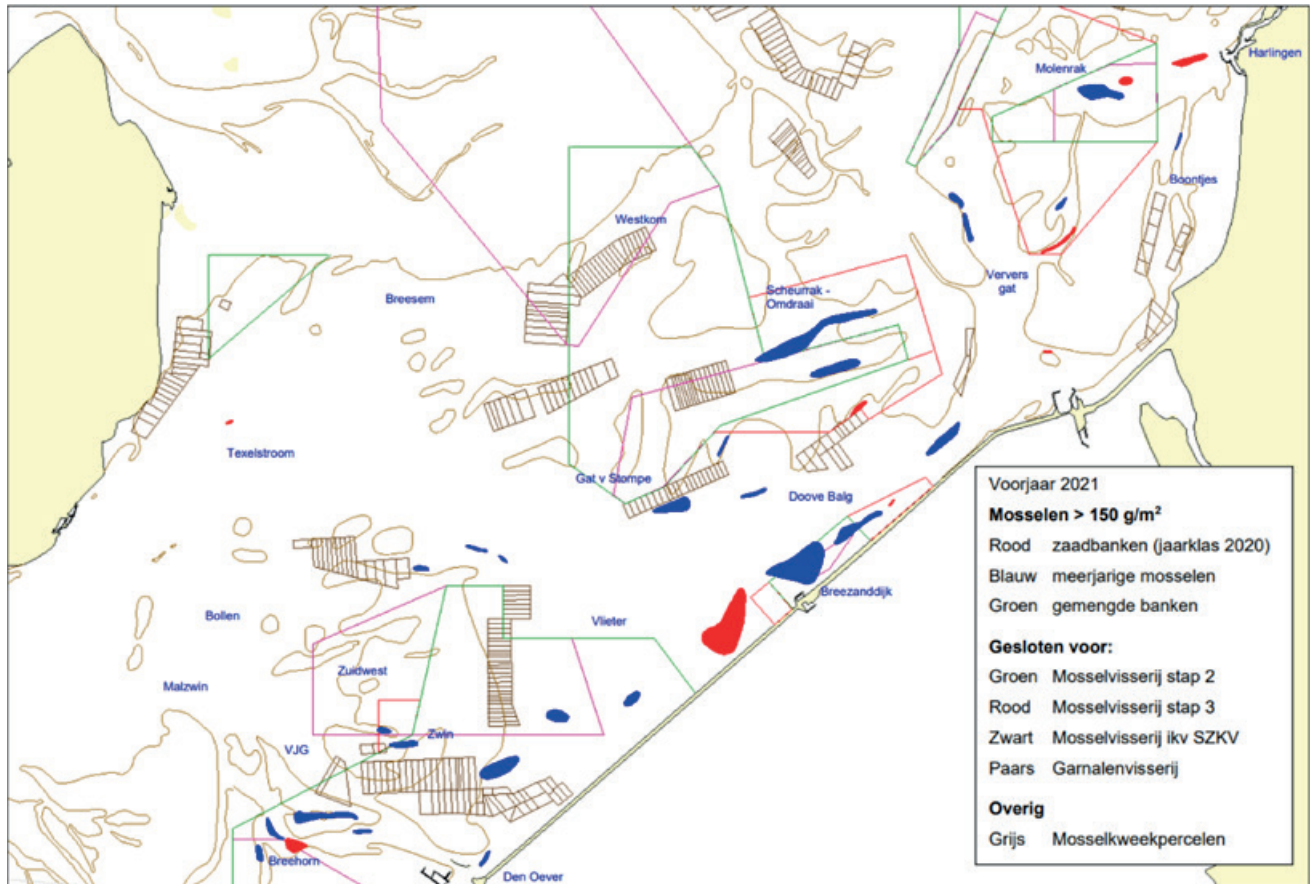 Harlingen
Molenrak
Boontjes
Westkom
Ververs
gat
Breesem
Scheurrak -
Omdraai
Texelstroom
Gat v Stompe
Doove Balg
Breezanddijk
Bollen
Vlieter
Zuidwest
Malzwin
Zwin
VJG
Breehorn
Den Oever
Voorjaar 2021
Mosselen > 150 g/m²
Rood zaadbanken (jaarklas 2020)
Blauw meerjarige mosselen
Groen gemengde banken
Gesloten voor:
Groen Mosselvisserij stap 2
Rood Mosselvisserij stap 3
Zwart Mosselvisserij ikv SZKV
Paars Garnalenvisserij
Overig
Grijs Mosselkweekpercelen